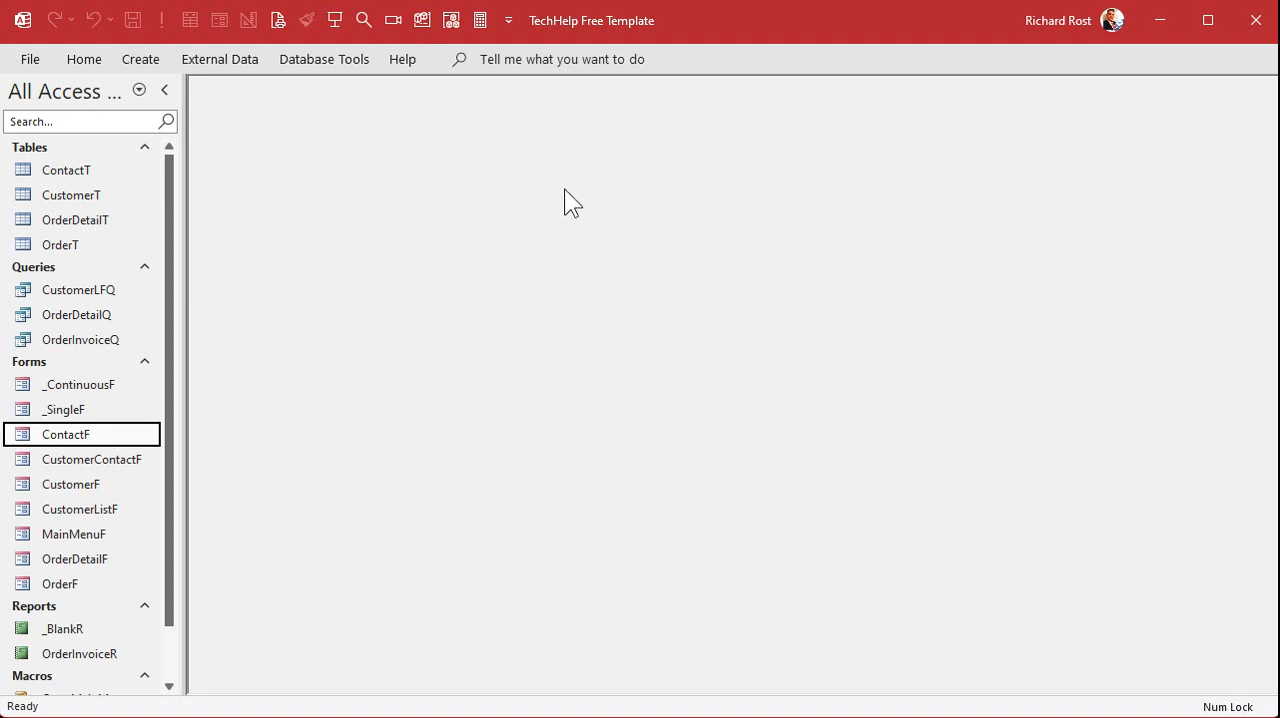 TechHelp Free Template
Richard Rost
File
Home
Create
External Data
Database Tools
Help
Tell me what you want to do
All Access ...
Search...
Tables
ContactT
CustomerT
OrderDetailT
OrderT
Queries
CustomerLFQ
OrderDetailQ
OrderInvoiceQ
Forms
_ContinuousF
_SingleF
ContactF
CustomerContactF
CustomerF
CustomerListF
MainMenuF
OrderDetailF
OrderF
Reports
_BlankR
OrderInvoiceR
Macros
Ready
Num Lock